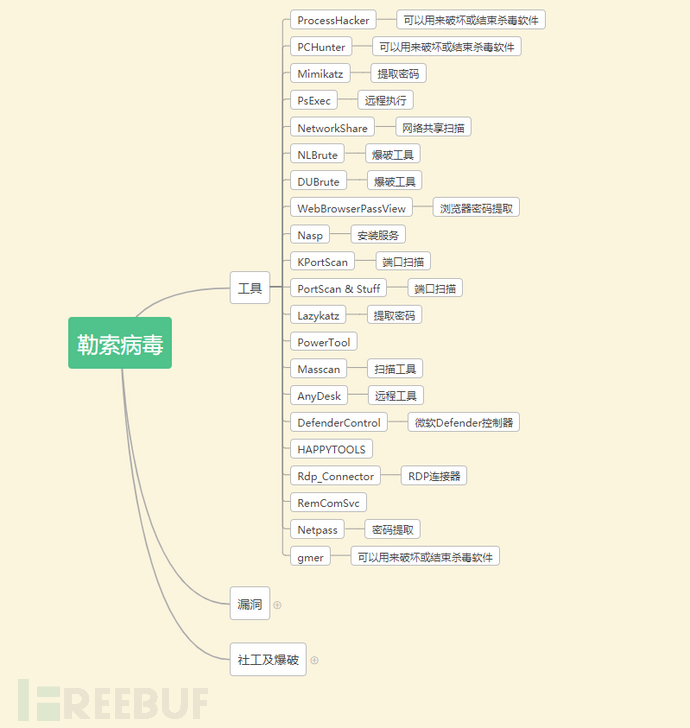 ProcessHacker
可以用来破坏或结束杀毒软件
PCHunter
可以用来破坏或结束杀毒软件
Mimikatz
提取密码
PsExec
远程执行
NetworkShare
网络共享扫描
NLBrute
爆破工具
DUBrute
爆破工具
WebBrowserPassView
浏览器密码提取
Nasp
安装服务
KPortScan
端口扫描
工具
PortScan & Stuff
端口扫描
Lazykatz
提取密码
勒索病毒
PowerTool
Masscan
扫描工具
AnyDesk
远程工具
DefenderControl
微软Defender控制器
HAPPYTOOLS
Rdp_Connector
RDP连接器
RemComSvc
Netpass
密码提取
gmer
可以用来破坏或结束杀毒软件
漏洞
社工及爆破
FREEBUF